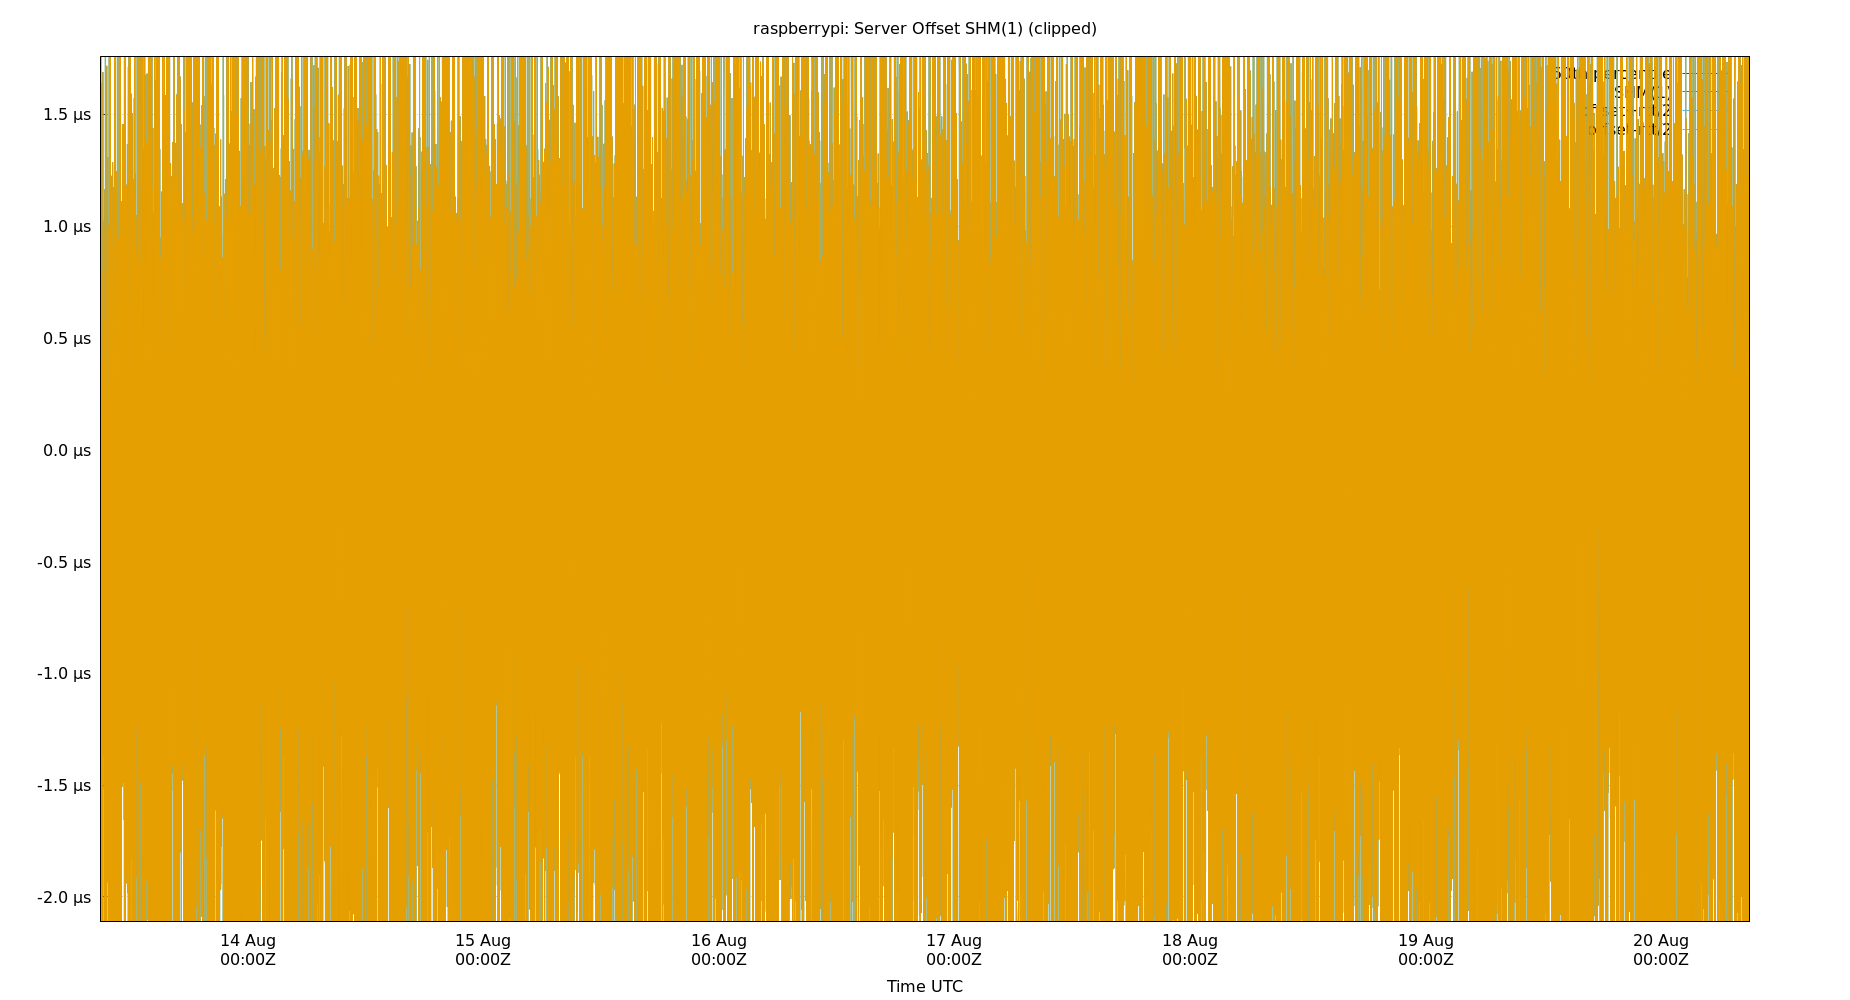 raspberrypi: Server Offset SHM(1) (clipped)
1.5 µs
1.0 µs
0.5 µs
0.0 µs
-0.5 µs
-1.0 µs
-1.5 µs
-2.0 µs
14 Aug 15 Aug 16 Aug 17 Aug 18 Aug 19 Aug 20 Aug
00:00Z 00:00Z 00:00Z 00:00Z 00:00Z 00:00Z 00:00Z
Time UTC